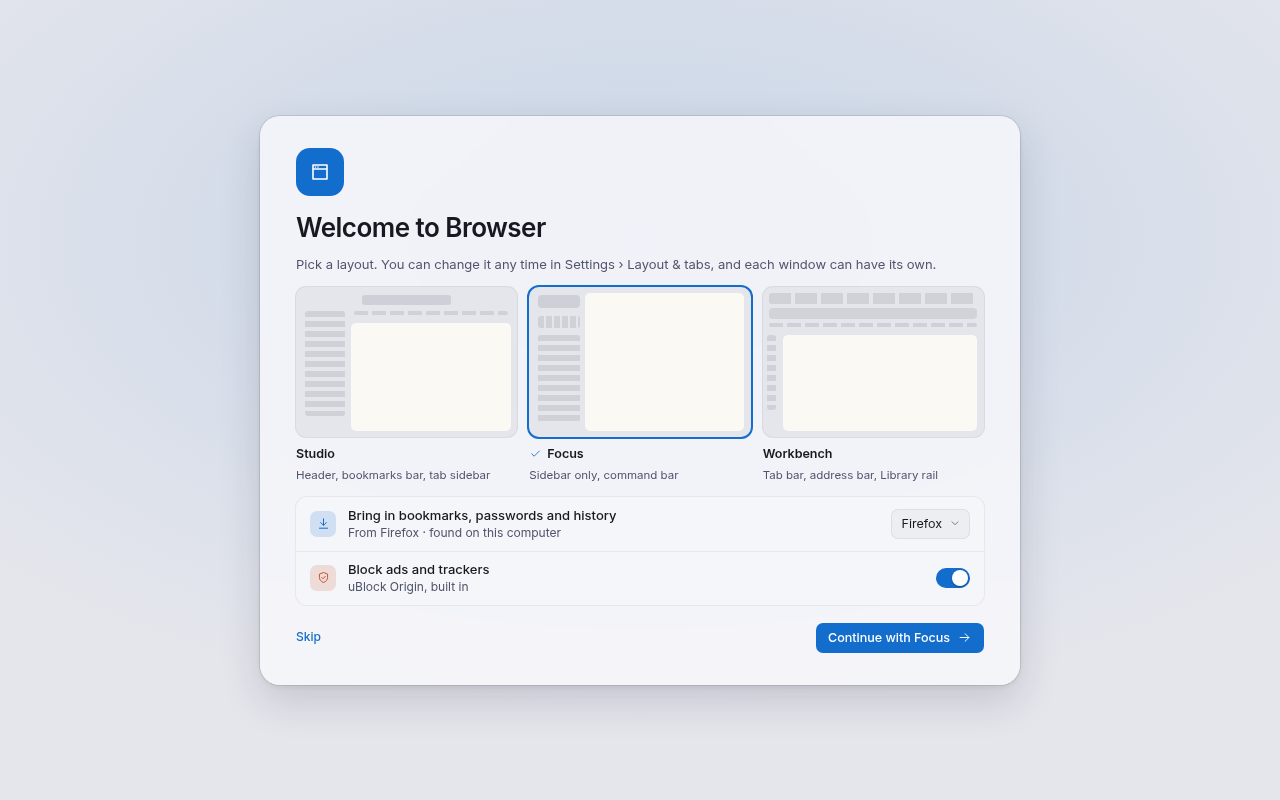 Welcome to Browser
Pick a layout. You can change it any time in Settings › Layout & tabs, and each window can have its own.
Studio
Header, bookmarks bar, tab sidebar
Focus
Sidebar only, command bar
Workbench
Tab bar, address bar, Library rail
Bring in bookmarks, passwords and history
From Firefox · found on this computer
Firefox
Block ads and trackers
uBlock Origin, built in
Skip
Continue with Focus